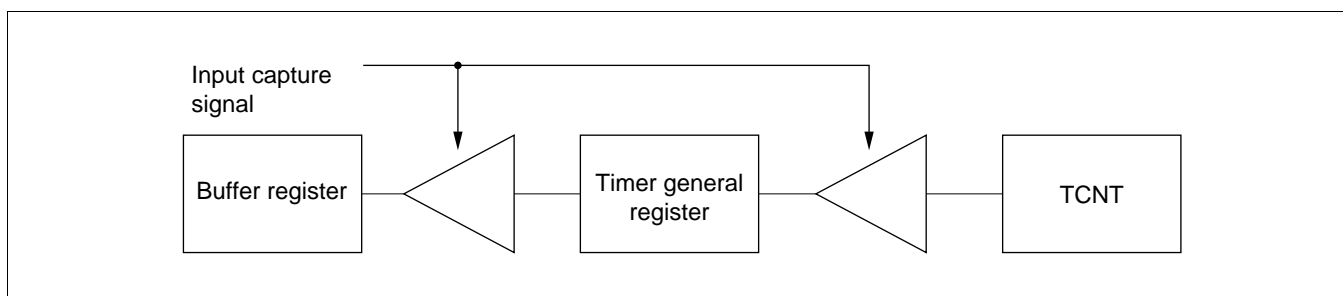 Input capture
signal
Buffer register
Timer general
register
TCNT